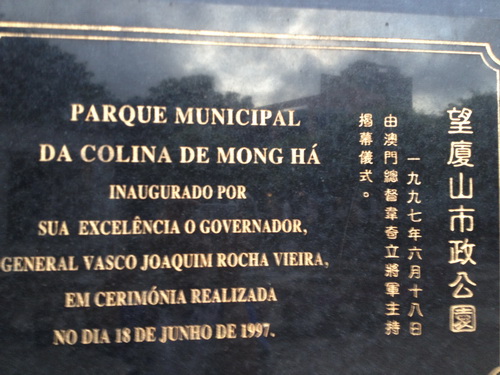 PARQUE MUNICIPAL
DA COLINA DE MONG HÁ
INAUGURADO POR
SUA EXCELÊNCIA O GOVERNADOR,
GENERAL VASCO JOAQUIM ROCHA VIEIRA,
EM CERIMÓNIA REALIZADA
NO DIA 18 DE JUNHO DE 1997.
望廈山市政公園
一九九七年六月十八日
由澳門總督韋奇立將軍主持
揭幕儀式。